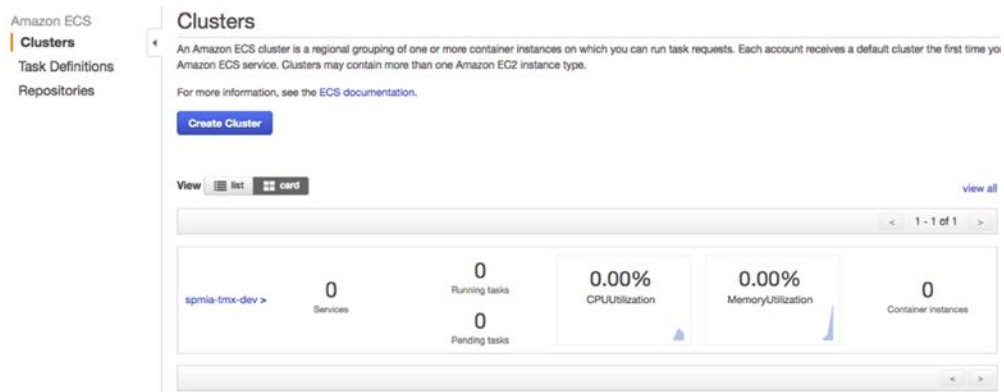 Amazon ECS
Clusters
Task Definitions
Repositories
Clusters
An Amazon ECS cluster is a regional grouping of one or more container instances on which you can run task requests. Each account receives a default cluster the first time you
Amazon ECS service. Clusters may contain more than one Amazon EC2 instance type.
For more information, see the ECS documentation.
Create Cluster
View list card
view all
< 1 - 1 of 1 >
spmia-tmx-dev >
0
Services
0
Running tasks
0
Pending tasks
0.00%
CPUUtilization
0.00%
MemoryUtilization
0
Container instances
< >